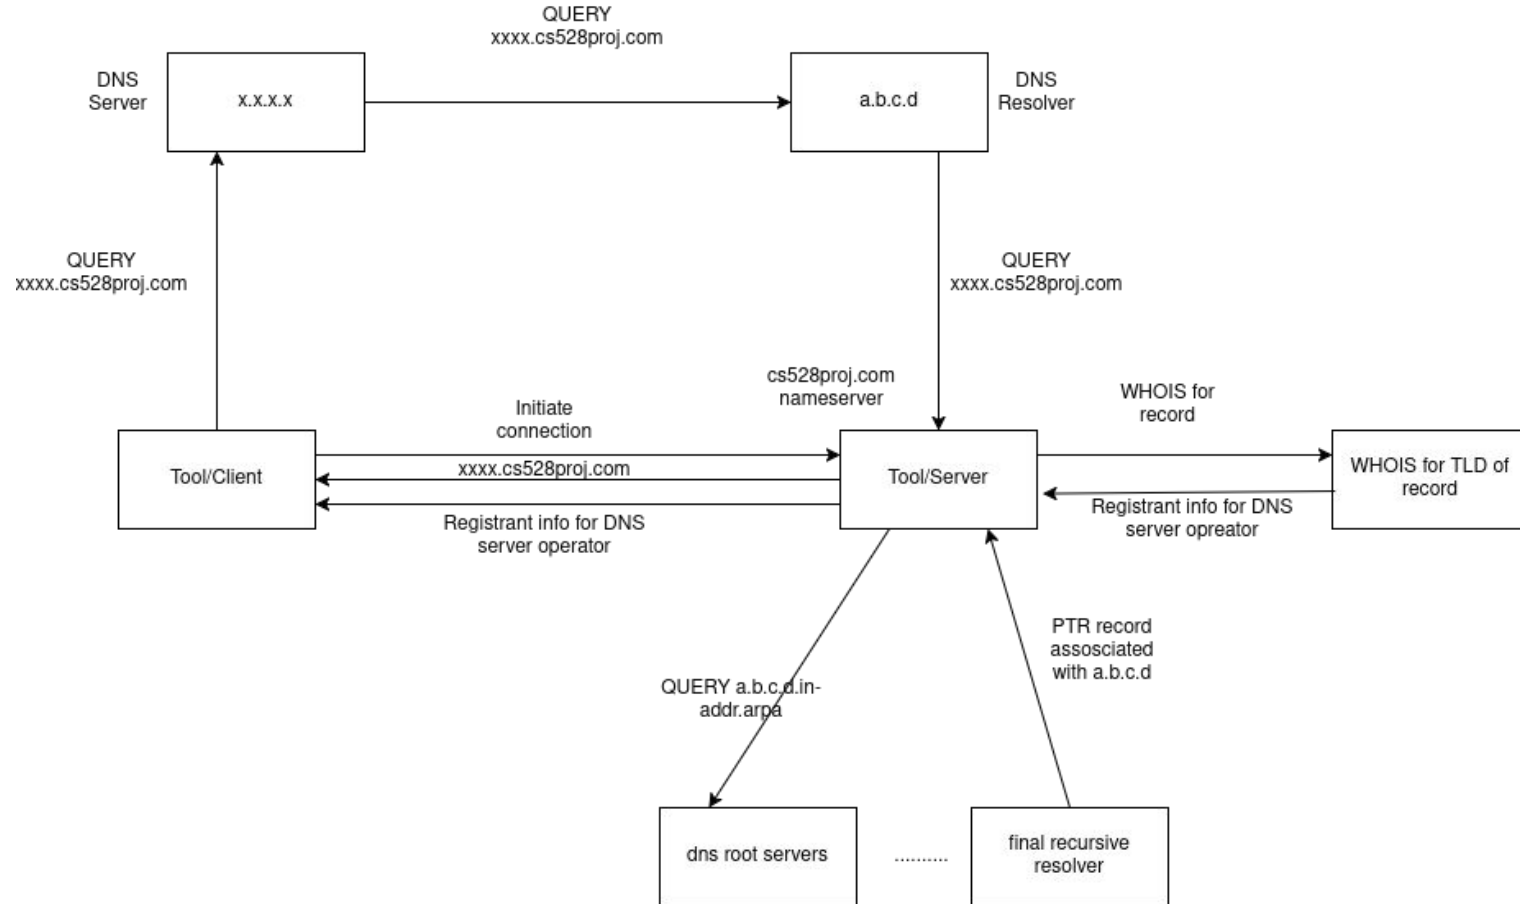 QUERY
xxxx.cs528proj.com
DNS
Server
x.x.x.x
a.b.c.d
DNS
Resolver
QUERY
xxxx.cs528proj.com
QUERY
xxxx.cs528proj.com
cs528proj.com
nameserver
WHOIS for
record
Initiate
connection
Tool/Client
xxxx.cs528proj.com
Tool/Server
WHOIS for TLD of
record
Registrant info for DNS
server operator
Registrant info for DNS
server opreator
PTR record
assosciated
with a.b.c.d
QUERY a.b.c.d.in-
addr.arpa
dns root servers
..........
final recursive
resolver